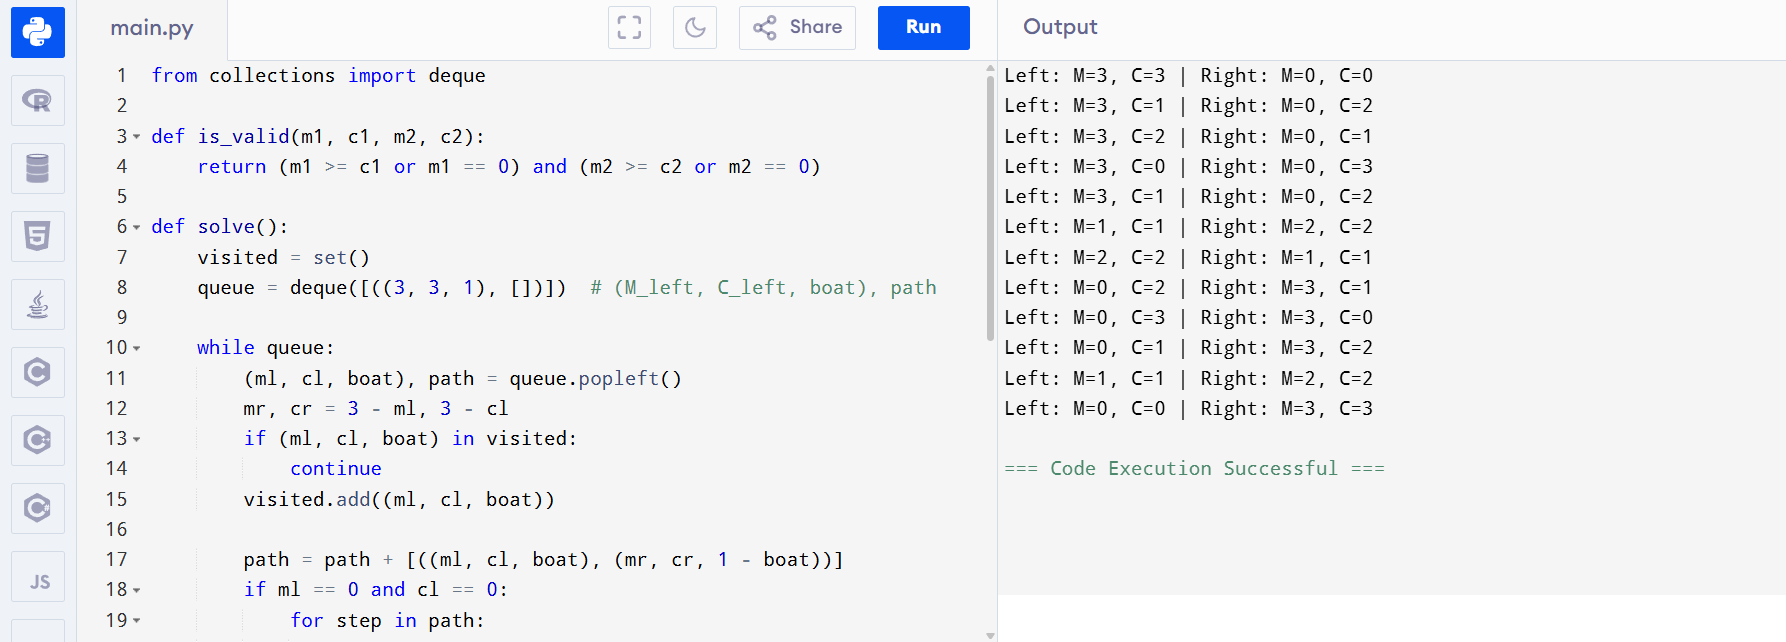 main.py
Share
Run
Output
1 from collections import deque
2
3 def is_valid(m1, c1, m2, c2):
4     return (m1 >= c1 or m1 == 0) and (m2 >= c2 or m2 == 0)
5
6 def solve():
7     visited = set()
8     queue = deque([((3, 3, 1), [])])  # (M_left, C_left, boat), path
9
10     while queue:
11         (ml, cl, boat), path = queue.popleft()
12         mr, cr = 3 - ml, 3 - cl
13         if (ml, cl, boat) in visited:
14             continue
15         visited.add((ml, cl, boat))
16
17         path = path + [((ml, cl, boat), (mr, cr, 1 - boat))]
18         if ml == 0 and cl == 0:
19             for step in path:
Left: M=3, C=3 | Right: M=0, C=0
Left: M=3, C=1 | Right: M=0, C=2
Left: M=3, C=2 | Right: M=0, C=1
Left: M=3, C=0 | Right: M=0, C=3
Left: M=3, C=1 | Right: M=0, C=2
Left: M=1, C=1 | Right: M=2, C=2
Left: M=2, C=2 | Right: M=1, C=1
Left: M=0, C=2 | Right: M=3, C=1
Left: M=0, C=3 | Right: M=3, C=0
Left: M=0, C=1 | Right: M=3, C=2
Left: M=1, C=1 | Right: M=2, C=2
Left: M=0, C=0 | Right: M=3, C=3
=== Code Execution Successful ===
R
5
C
C++
C#
JS